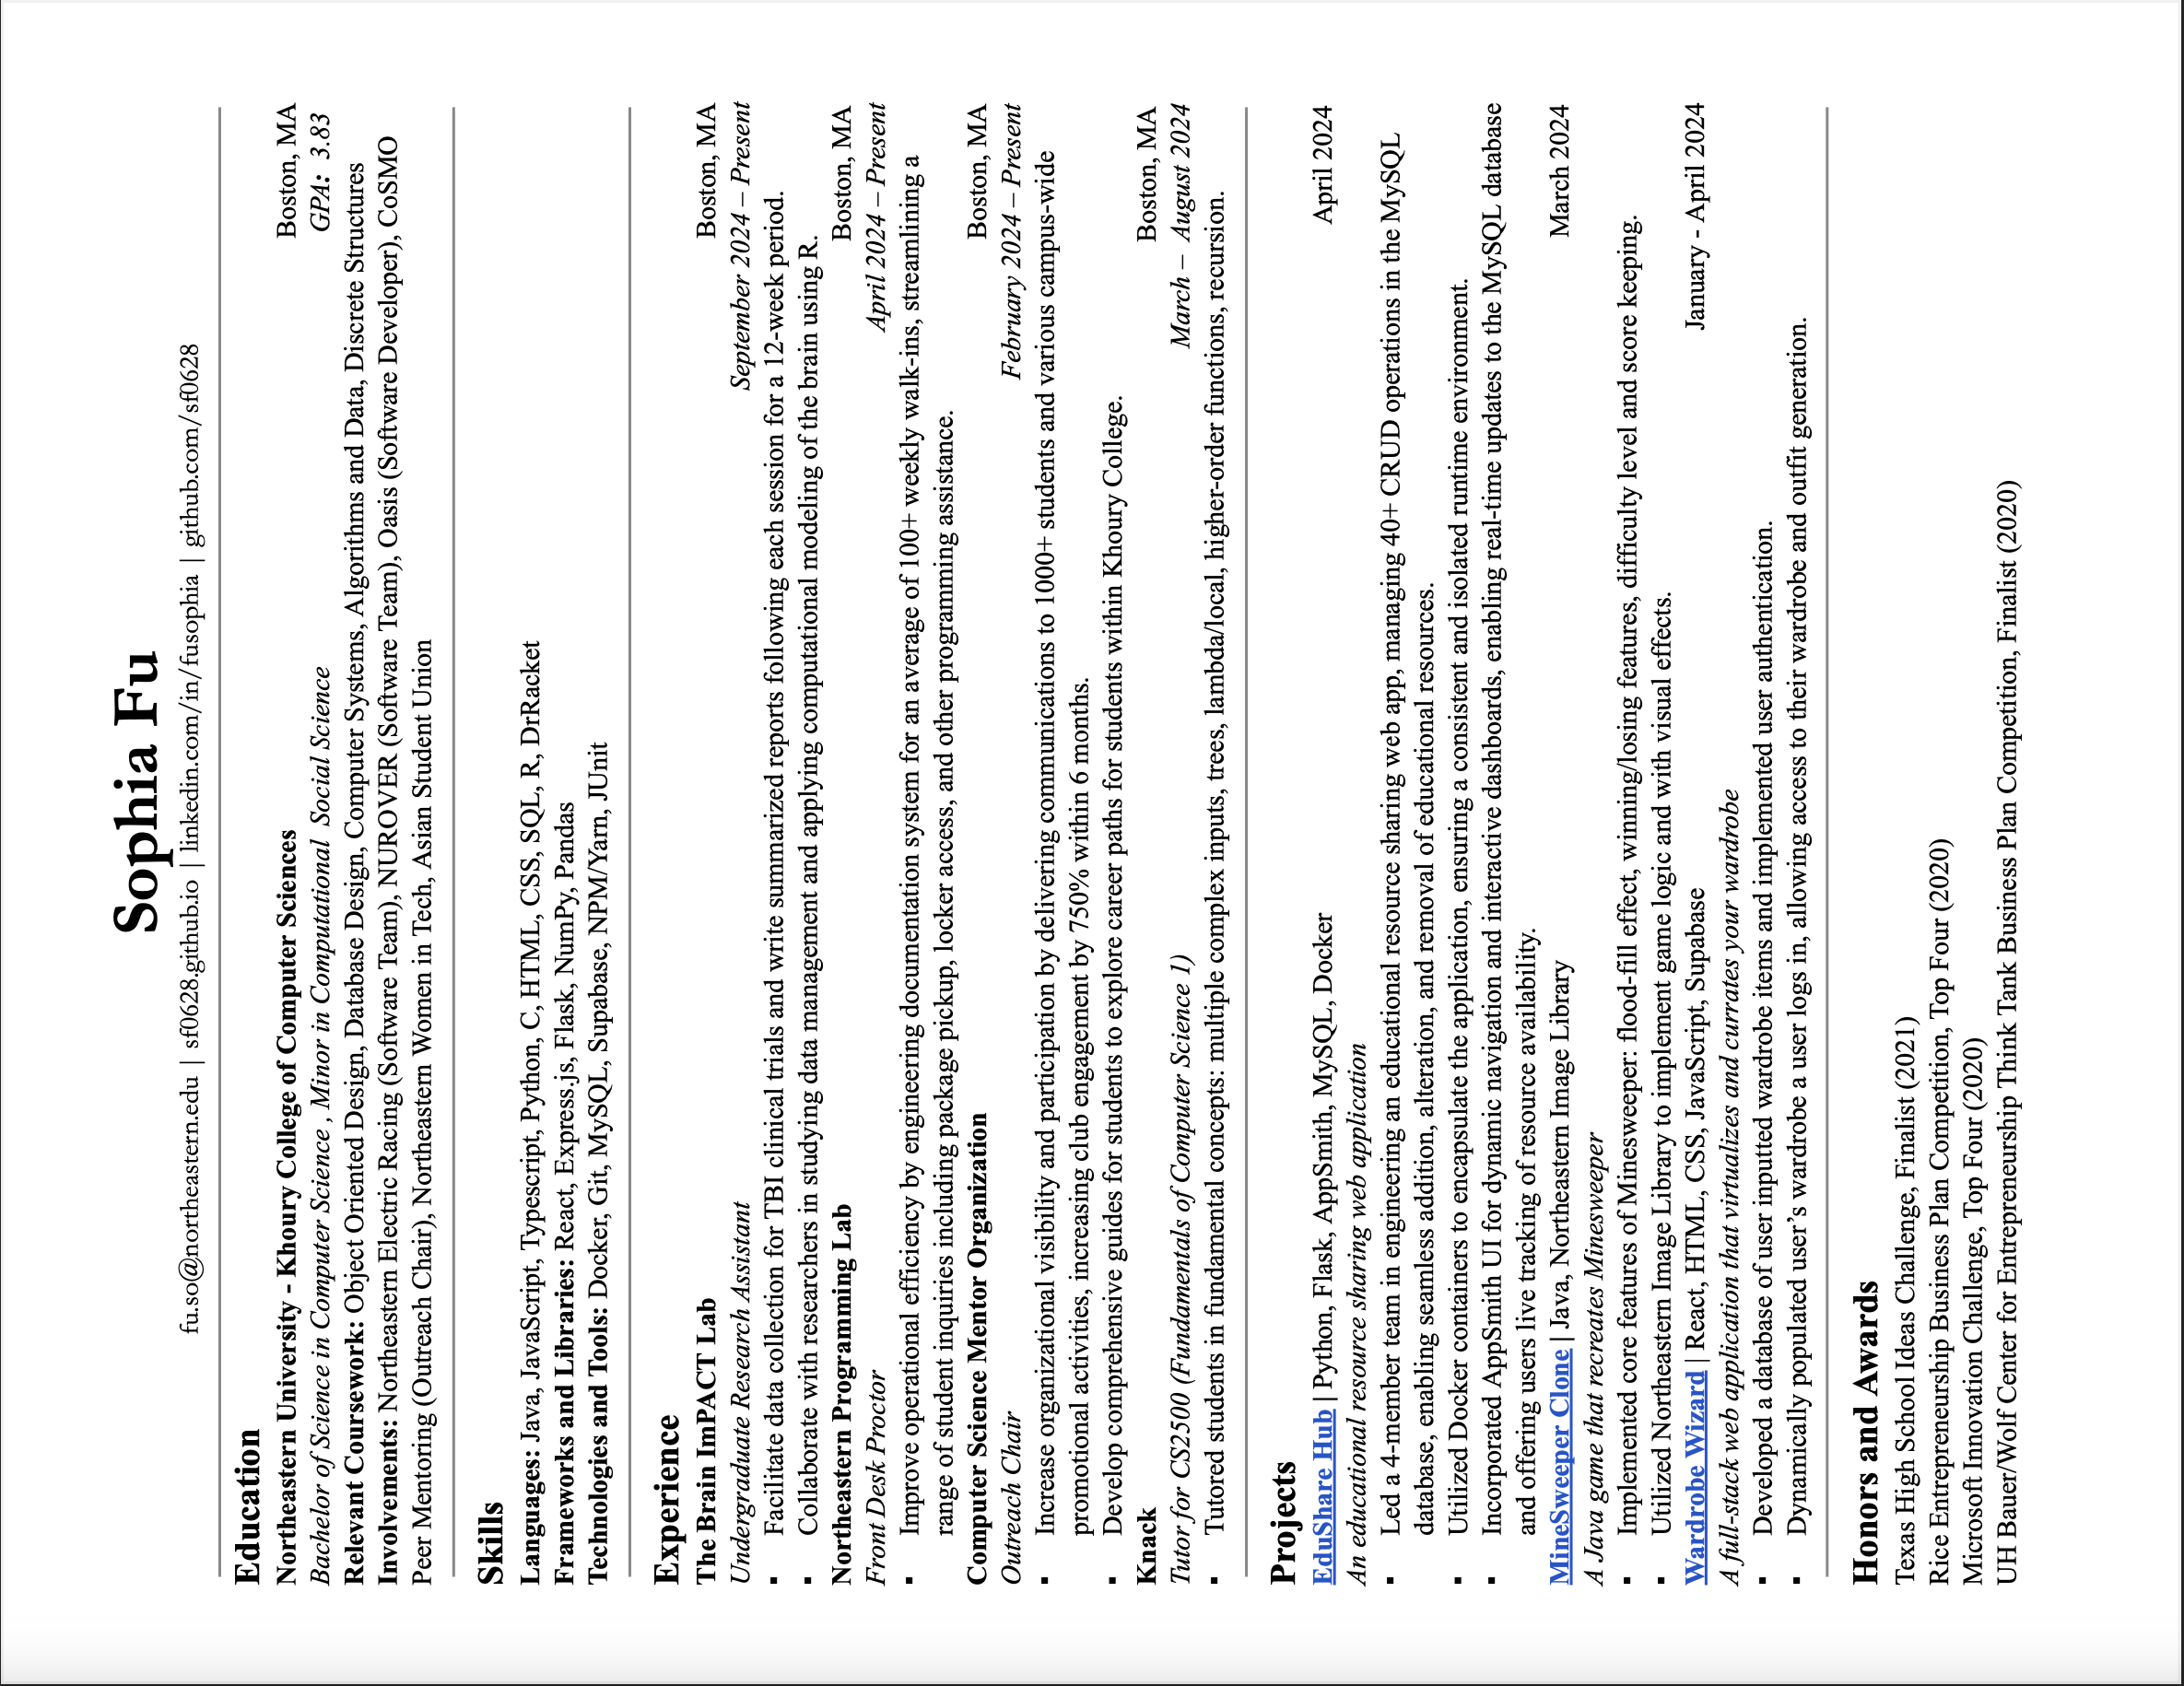 Sophia Fu
fu.so@northeastern.edu | sf0628.github.io | linkedin.com/in/fusophia | github.com/sf0628
Education
Northeastern University - Khoury College of Computer Sciences Boston, MA
Bachelor of Science in Computer Science , Minor in Computational Social Science GPA: 3.83
Relevant Coursework: Object Oriented Design, Database Design, Computer Systems, Algorithms and Data, Discrete Structures
Involvements: Northeastern Electric Racing (Software Team), NUROVER (Software Team), Oasis (Software Developer), CoSMO
Peer Mentoring (Outreach Chair), Northeastern Women in Tech, Asian Student Union
Skills
Languages: Java, JavaScript, Typescript, Python, C, HTML, CSS, SQL, R, DrRacket
Frameworks and Libraries: React, Express.js, Flask, NumPy, Pandas
Technologies and Tools: Docker, Git, MySQL, Supabase, NPM/Yarn, JUnit
Experience
The Brain ImPACT Lab Boston, MA
Undergraduate Research Assistant September 2024 – Present
▪ Facilitate data collection for TBI clinical trials and write summarized reports following each session for a 12-week period.
▪ Collaborate with researchers in studying data management and applying computational modeling of the brain using R.
Northeastern Programming Lab Boston, MA
Front Desk Proctor April 2024 – Present
▪ Improve operational efficiency by engineering documentation system for an average of 100+ weekly walk-ins, streamlining a
range of student inquiries including package pickup, locker access, and other programming assistance.
Computer Science Mentor Organization Boston, MA
Outreach Chair February 2024 – Present
▪ Increase organizational visibility and participation by delivering communications to 1000+ students and various campus-wide
promotional activities, increasing club engagement by 750% within 6 months.
▪ Develop comprehensive guides for students to explore career paths for students within Khoury College.
Knack Boston, MA
Tutor for CS2500 (Fundamentals of Computer Science 1) March – August 2024
▪ Tutored students in fundamental concepts: multiple complex inputs, trees, lambda/local, higher-order functions, recursion.
Projects
EduShare Hub | Python, Flask, AppSmith, MySQL, Docker April 2024
An educational resource sharing web application
▪ Led a 4-member team in engineering an educational resource sharing web app, managing 40+ CRUD operations in the MySQL
database, enabling seamless addition, alteration, and removal of educational resources.
▪ Utilized Docker containers to encapsulate the application, ensuring a consistent and isolated runtime environment.
▪ Incorporated AppSmith UI for dynamic navigation and interactive dashboards, enabling real-time updates to the MySQL database
and offering users live tracking of resource availability.
MineSweeper Clone | Java, Northeastern Image Library March 2024
A Java game that recreates Minesweeper
▪ Implemented core features of Minesweeper: flood-fill effect, winning/losing features, difficulty level and score keeping.
▪ Utilized Northeastern Image Library to implement game logic and with visual effects.
Wardrobe Wizard | React, HTML, CSS, JavaScript, Supabase January - April 2024
A full-stack web application that virtualizes and currates your wardrobe
▪ Developed a database of user inputted wardrobe items and implemented user authentication.
▪ Dynamically populated user’s wardrobe a user logs in, allowing access to their wardrobe and outfit generation.
Honors and Awards
Texas High School Ideas Challenge, Finalist (2021)
Rice Entrepreneurship Business Plan Competition, Top Four (2020)
Microsoft Innovation Challenge, Top Four (2020)
UH Bauer/Wolf Center for Entrepreneurship Think Tank Business Plan Competition, Finalist (2020)